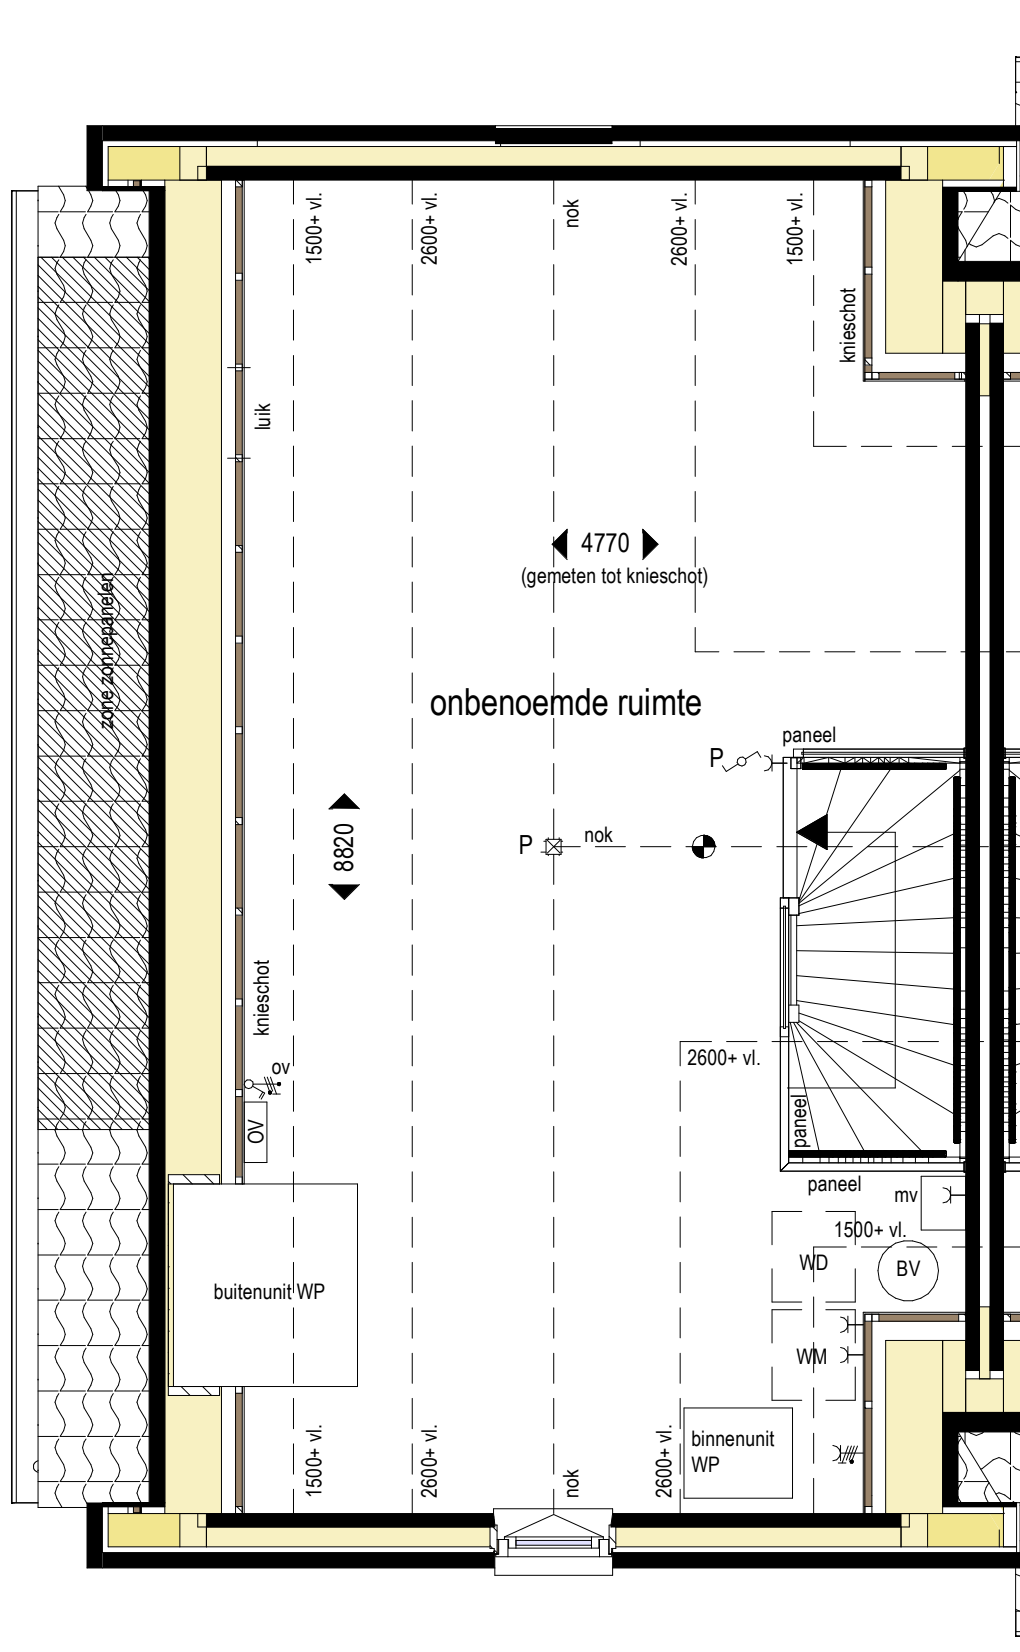 1500+ vl.
2600+ vl.
nok
2600+ vl.
1500+ vl.
knieschot
luik
4770
(gemeten tot knieschot)
zone zonnepanelen
onbenoemde ruimte
paneel
P
8820
P
nok
knieschot
ov
2600+ vl.
OV
paneel
paneel
mv
1500+ vl.
WD
BV
buitenunit WP
WM
1500+ vl.
2600+ vl.
nok
2600+ vl.
binnenunit
WP